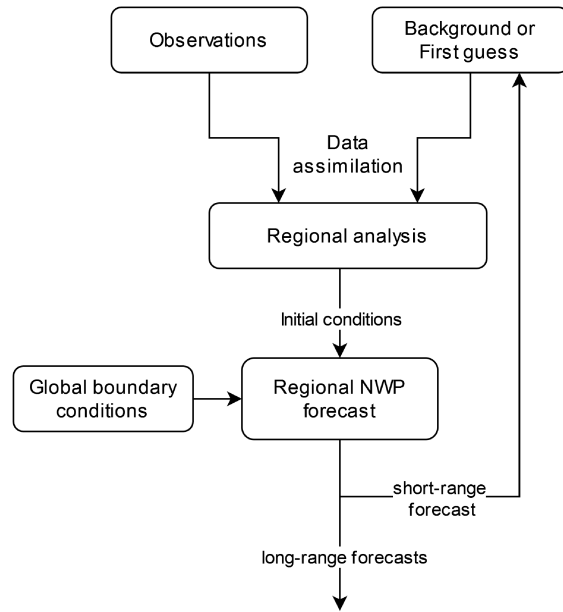 Observations
Background or
First guess
Data
assimilation
Regional analysis
Initial conditions
Global boundary
conditions
Regional NWP
forecast
short-range
forecast
long-range forecasts